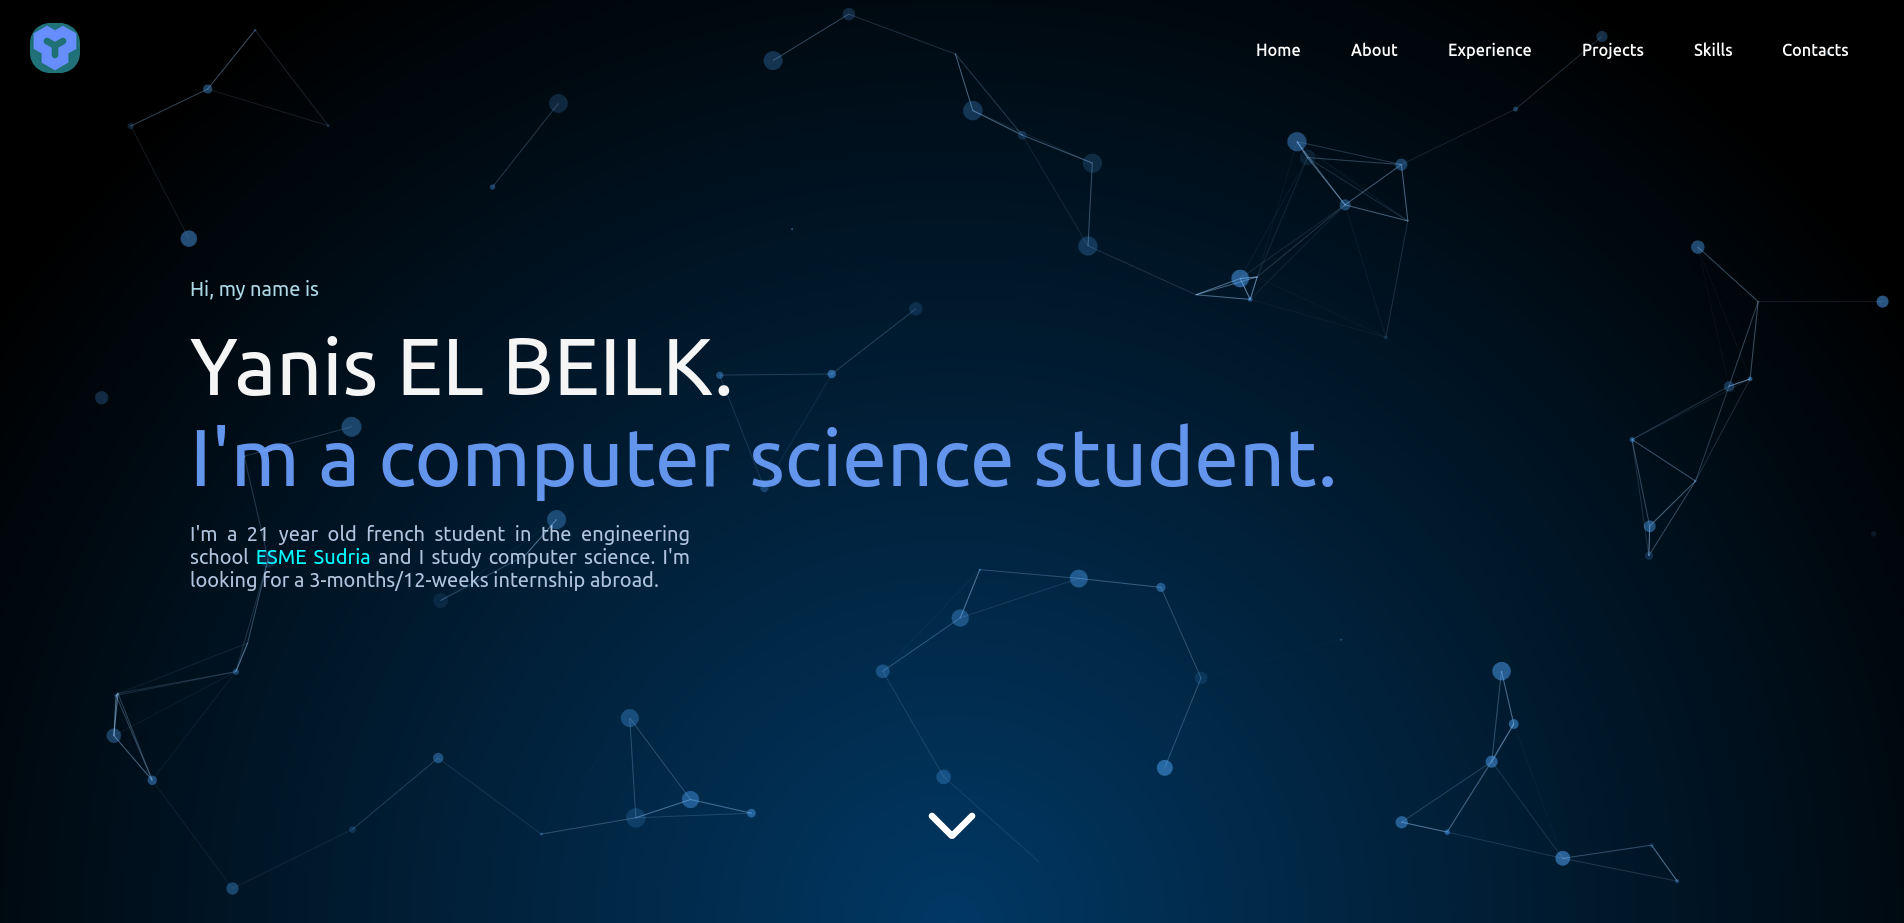 Home About Experience Projects Skills Contacts
Hi, my name is
Yanis EL BEILK.
I'm a computer science student.
I'm a 21 year old french student in the engineering
school ESME Sudria and I study computer science. I'm
looking for a 3-months/12-weeks internship abroad.